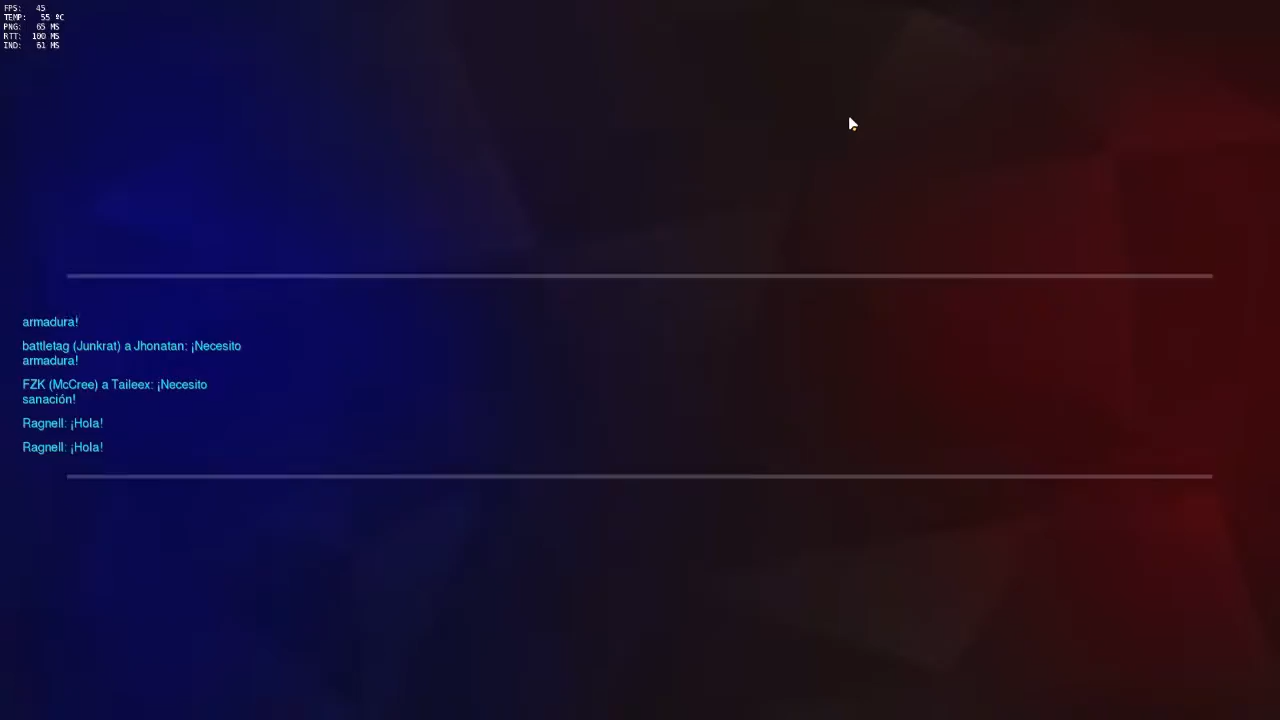 FPS: 45
TEMP: 55 ºC
PNG: 65 MS
RTT: 100 MS
IND: 61 MS
armadura!
battletag (Junkrat) a Jhonatan: ¡Necesito
armadura!
FZK (McCree) a Taileex: ¡Necesito
sanación!
Ragnell: ¡Hola!
Ragnell: ¡Hola!